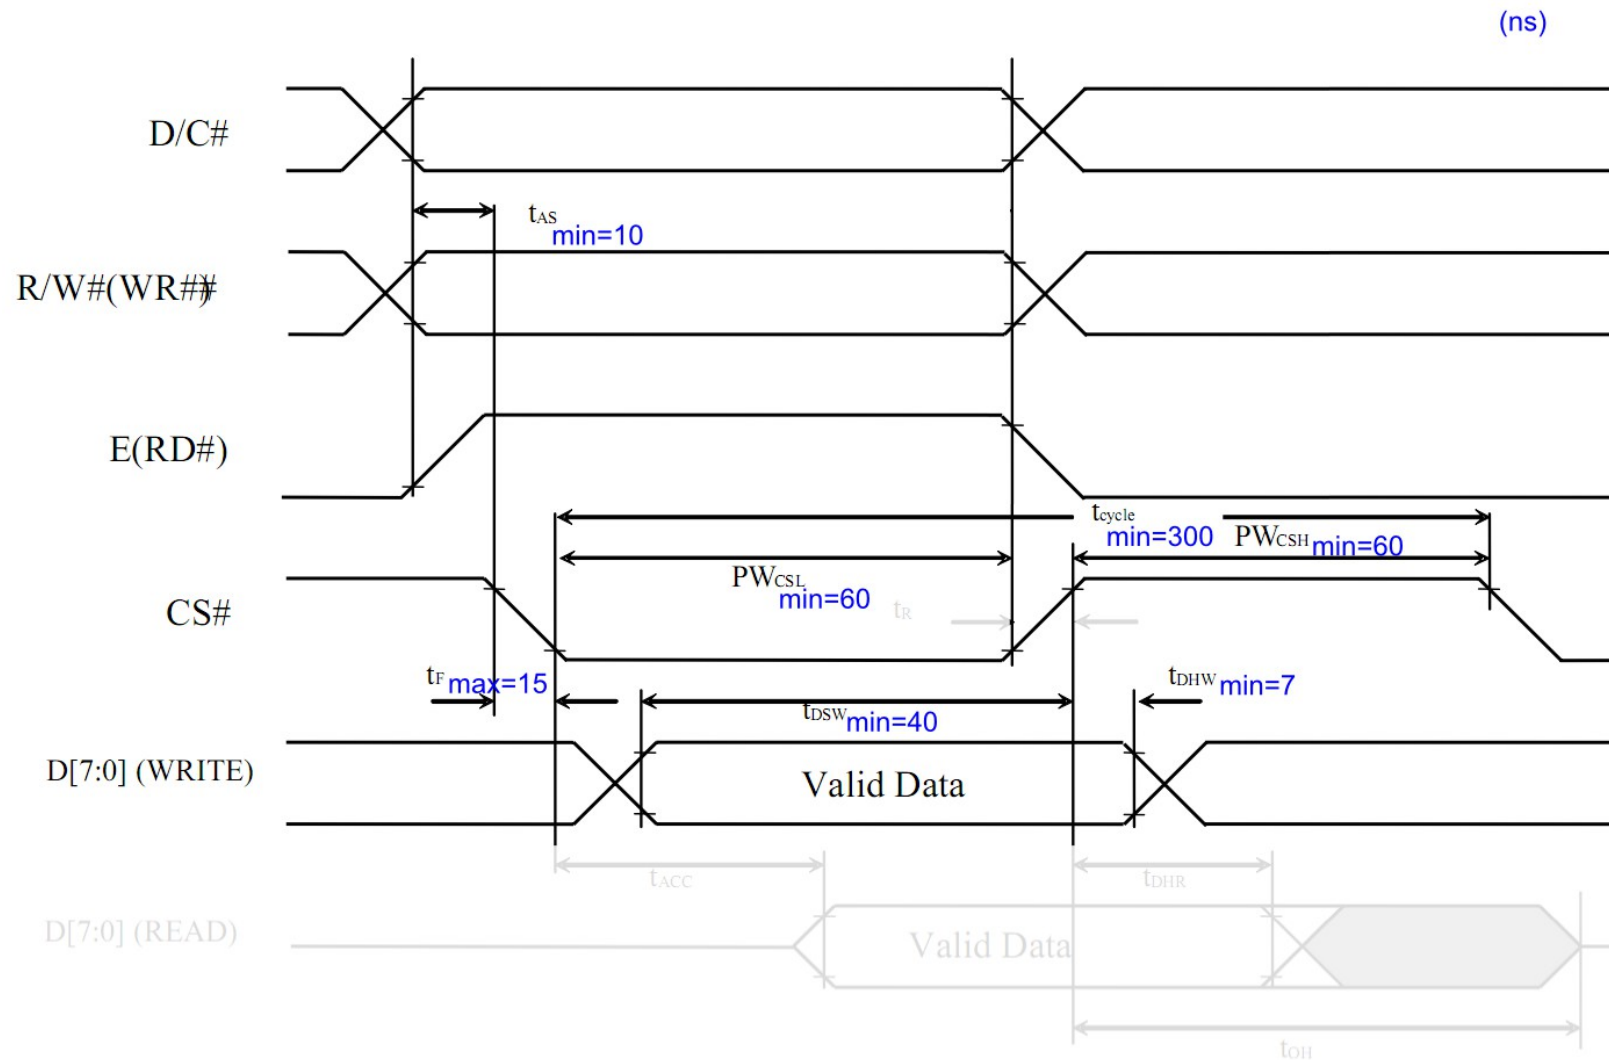 (ns)
D/C#
tAS
min=10
R/W#(WR##)
E(RD#)
tcycle
min=300
PWCSH min=60
PWCSL
min=60
CS#
tR
tF max=15
tDHW min=7
tDSW min=40
D[7:0] (WRITE)
Valid Data
tACC
tDHR
D[7:0] (READ)
Valid Data
tOH